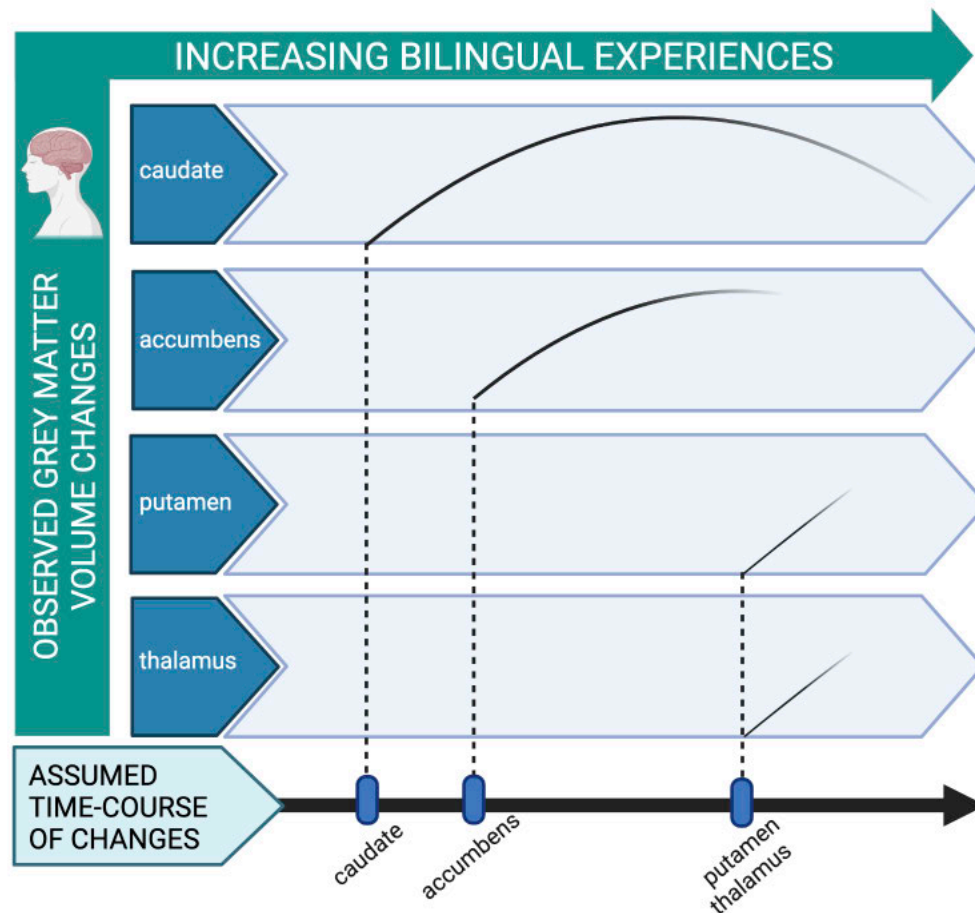 INCREASING BILINGUAL EXPERIENCES
OBSERVED GREY MATTER
VOLUME CHANGES
caudate
accumbens
putamen
thalamus
ASSUMED
TIME-COURSE
OF CHANGES
caudate
accumbens
putamen
thalamus